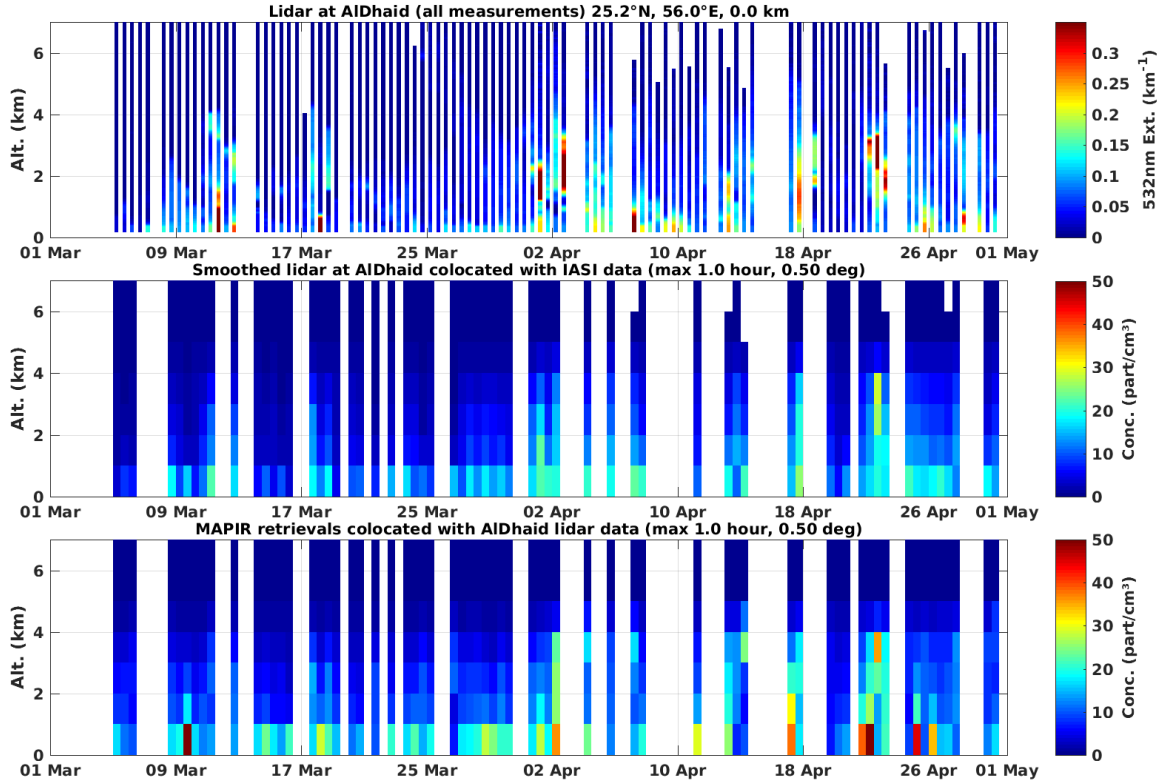 Lidar at AlDhaid (all measurements) 25.2°N, 56.0°E, 0.0 km
Alt. (km)
6
4
2
0
01 Mar 09 Mar 17 Mar 25 Mar 02 Apr 10 Apr 18 Apr 26 Apr 01 May
0.3
0.25
0.2
0.15
0.1
0.05
0
532nm Ext. (km⁻¹)
Smoothed lidar at AlDhaid colocated with IASI data (max 1.0 hour, 0.50 deg)
Alt. (km)
6
4
2
0
01 Mar 09 Mar 17 Mar 25 Mar 02 Apr 10 Apr 18 Apr 26 Apr 01 May
50
40
30
20
10
0
Conc. (part/cm³)
MAPIR retrievals colocated with AlDhaid lidar data (max 1.0 hour, 0.50 deg)
Alt. (km)
6
4
2
0
01 Mar 09 Mar 17 Mar 25 Mar 02 Apr 10 Apr 18 Apr 26 Apr 01 May
50
40
30
20
10
0
Conc. (part/cm³)